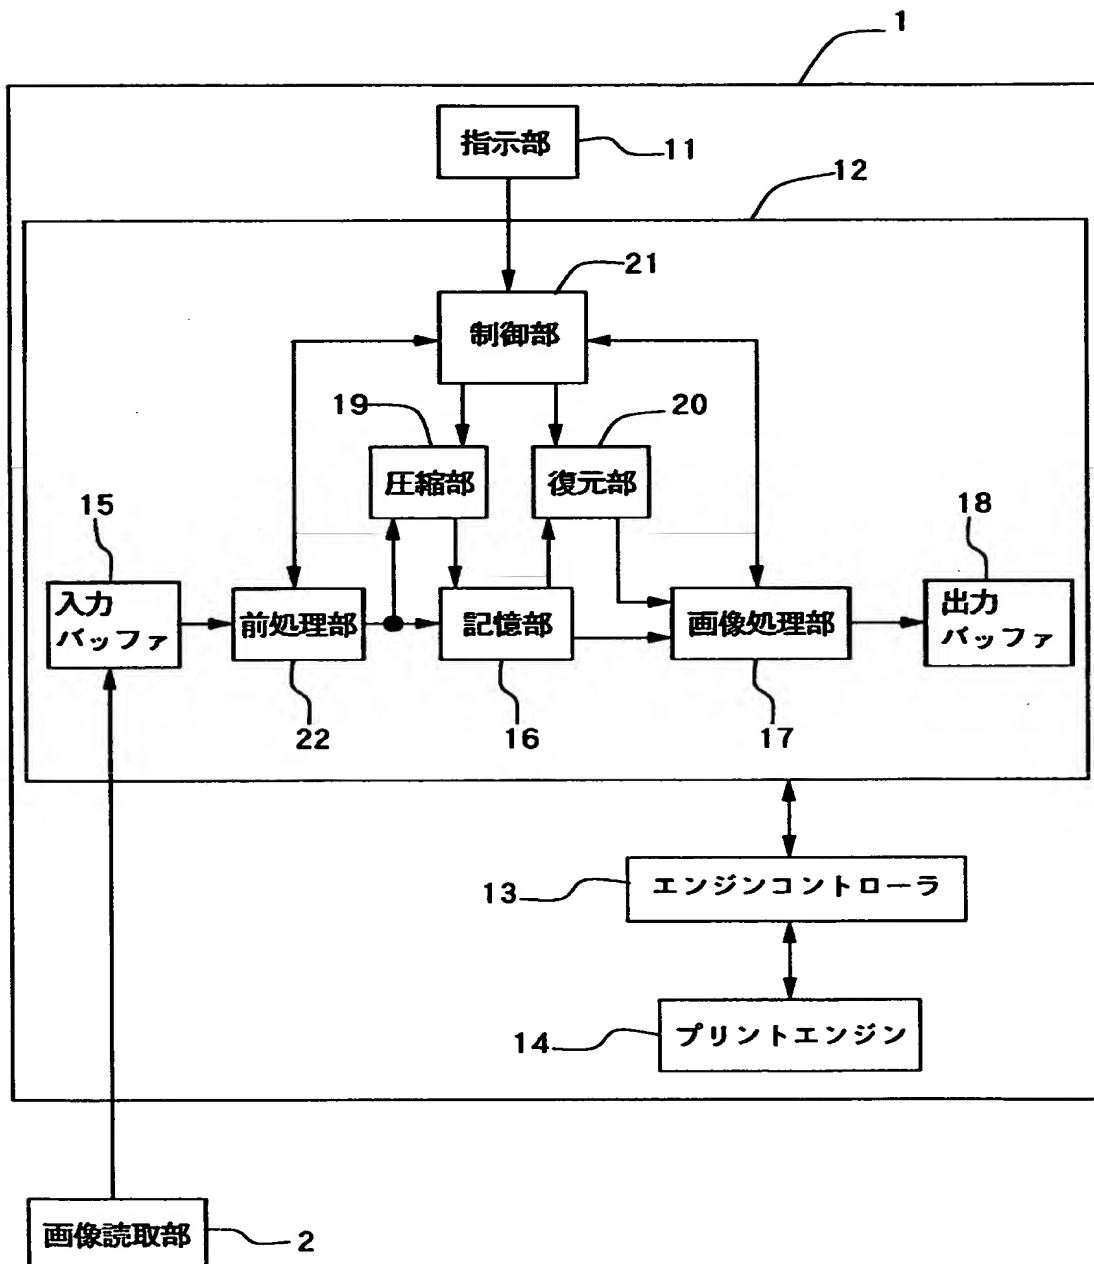 1
指示部
11
12
21
制御部
19
20
圧縮部
復元部
15
18
入力
バッファ
前処理部
記憶部
画像処理部
出力
バッファ
22
16
17
13
エンジンコントローラ
14
プリントエンジン
画像読取部
2